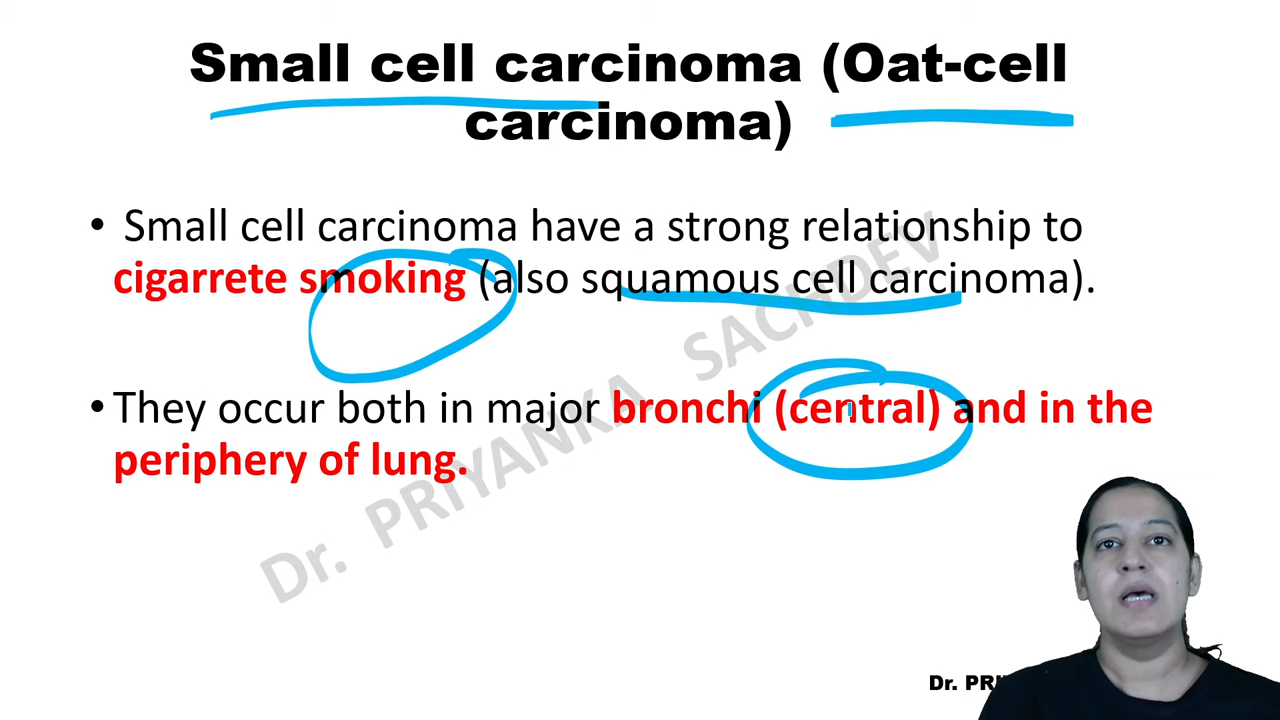 Small cell carcinoma (Oat-cell
carcinoma)
• Small cell carcinoma have a strong relationship to
cigarrete smoking (also squamous cell carcinoma).
• They occur both in major bronchi (central) and in the
periphery of lung.
Dr. PRIYANKA SACHDEV
Dr.